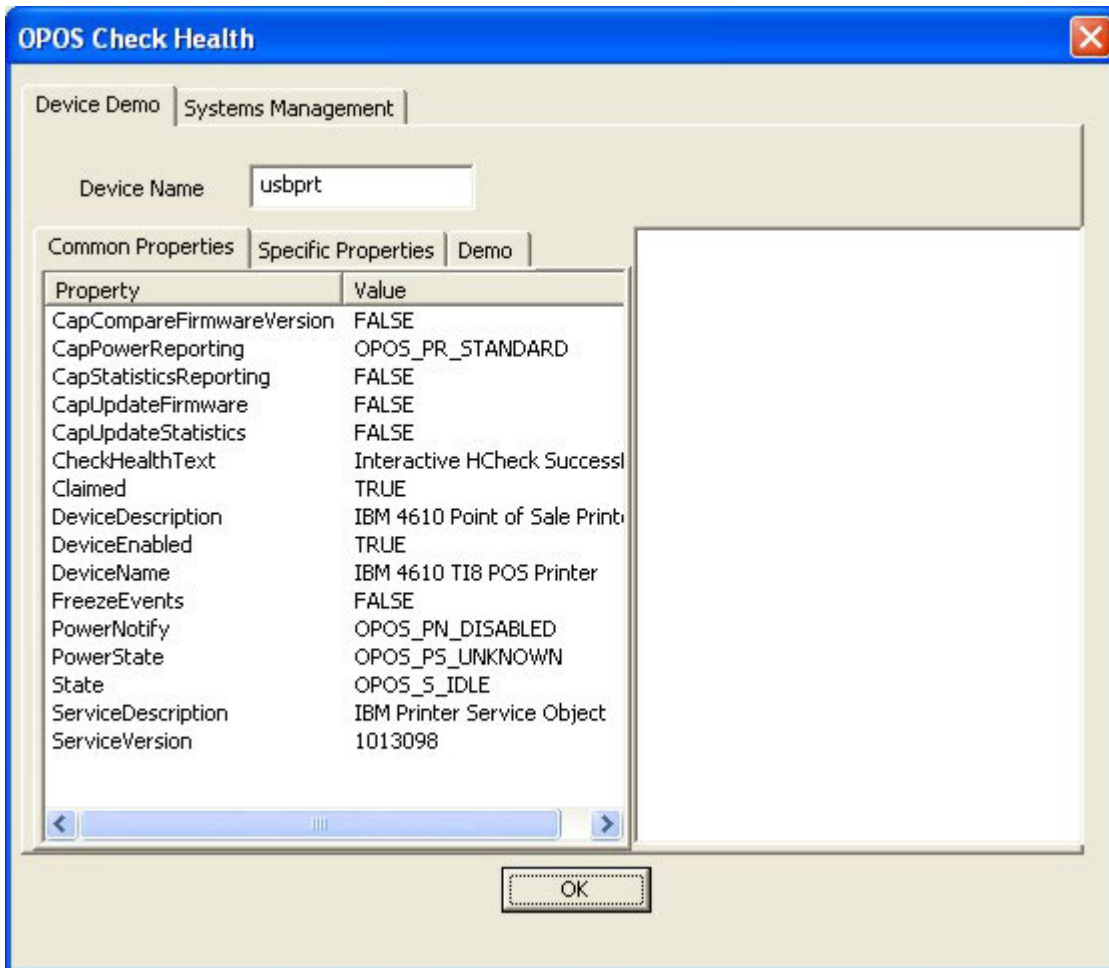 OPOS Check Health
Device Demo Systems Management
Device Name usbprt
Common Properties Specific Properties Demo
Property Value
CapCompareFirmwareVersion FALSE
CapPowerReporting OPOS_PR_STANDARD
CapStatisticsReporting FALSE
CapUpdateFirmware FALSE
CapUpdateStatistics FALSE
CheckHealthText Interactive HCheck Successf
Claimed TRUE
DeviceDescription IBM 4610 Point of Sale Print
DeviceEnabled TRUE
DeviceName IBM 4610 TI8 POS Printer
FreezeEvents FALSE
PowerNotify OPOS_PN_DISABLED
PowerState OPOS_PS_UNKNOWN
State OPOS_S_IDLE
ServiceDescription IBM Printer Service Object
ServiceVersion 1013098
OK